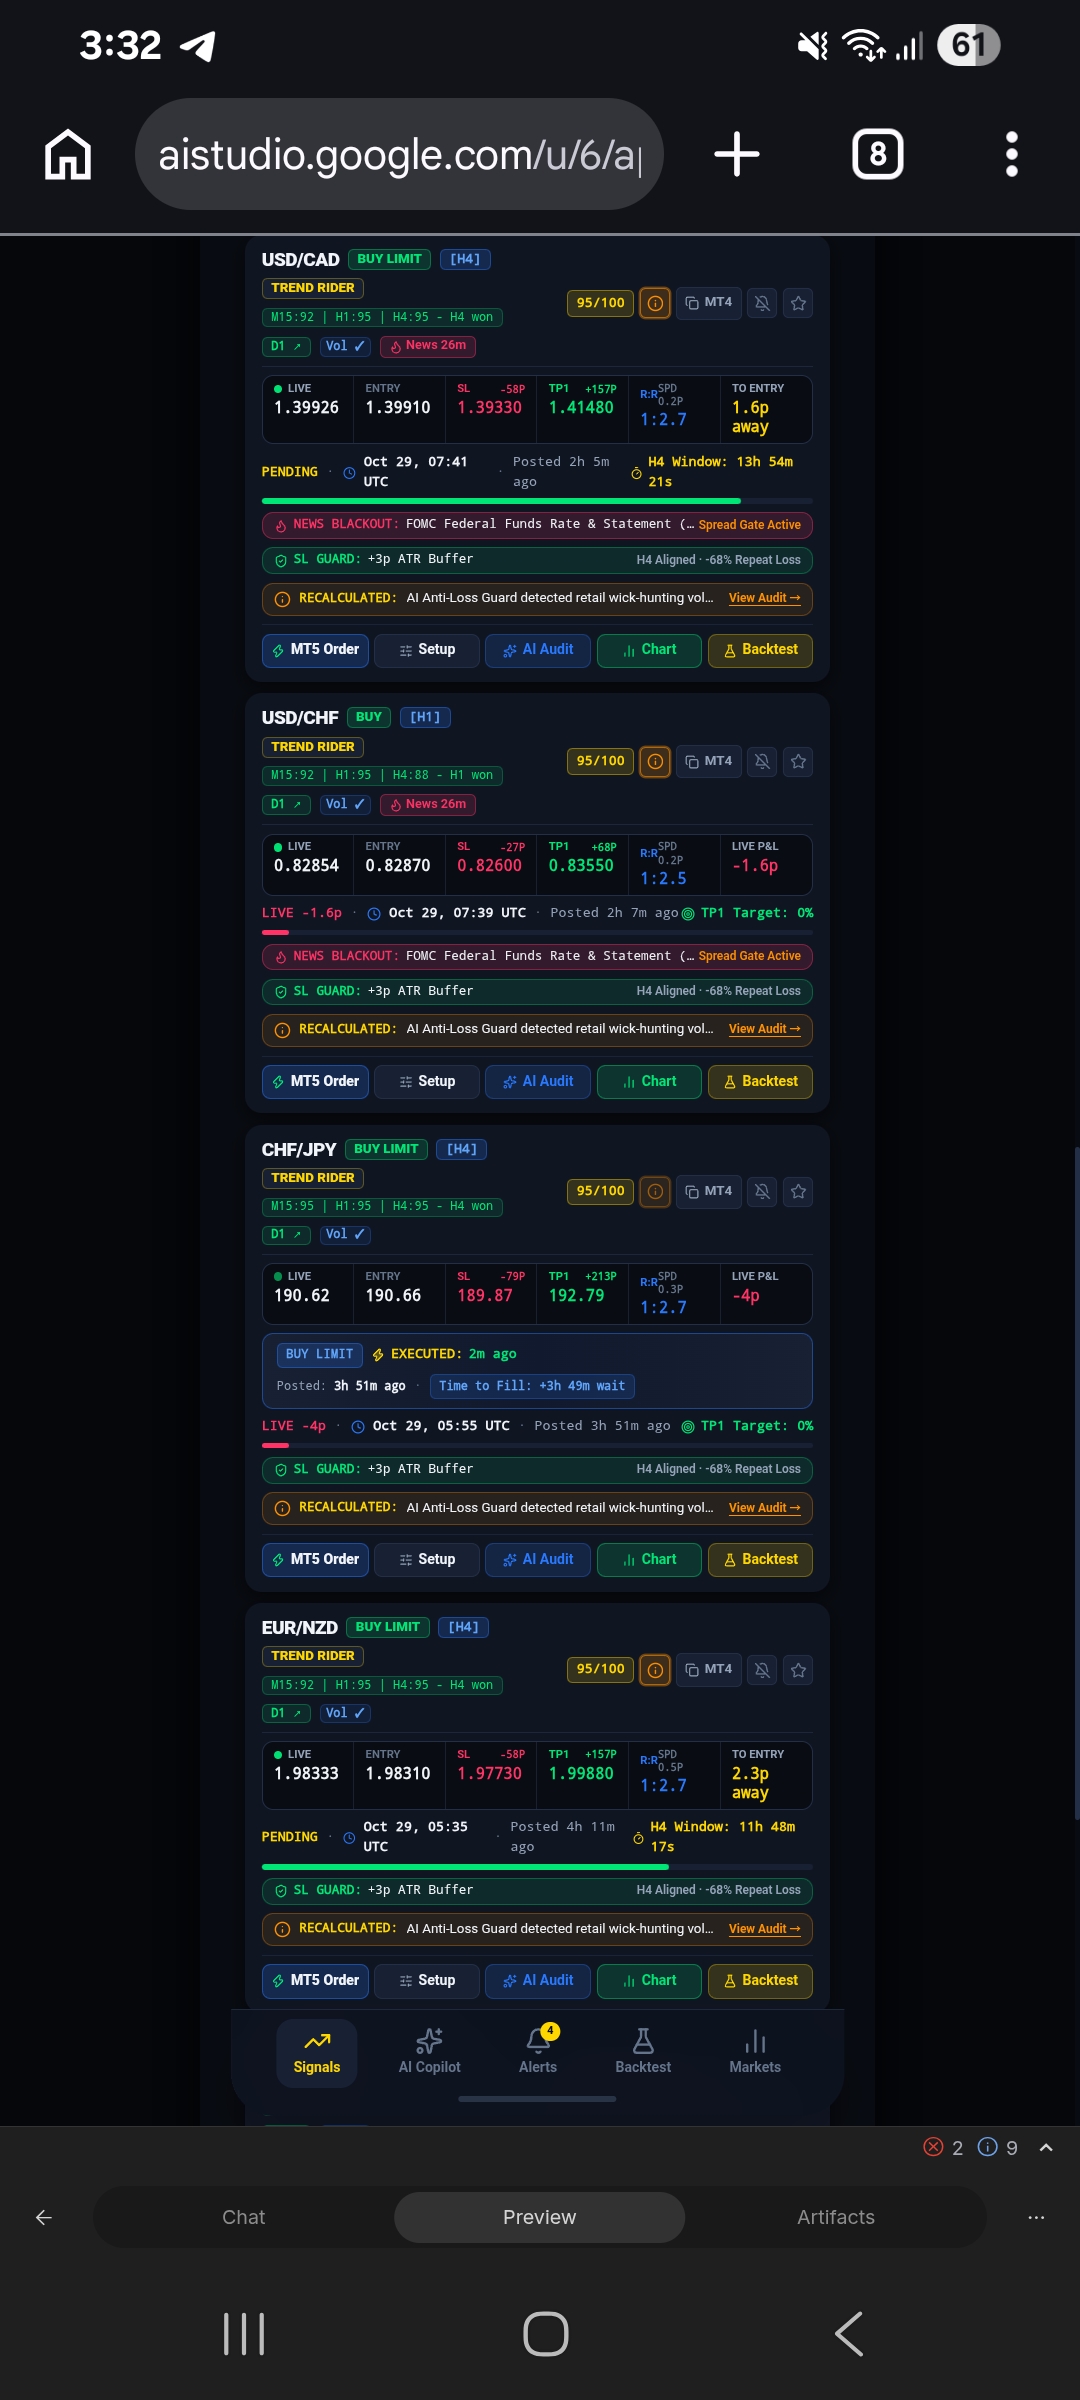 3:32
61
aistudio.google.com/u/6/a
8
USD/CAD BUY LIMIT [H4]
TREND RIDER
M15:92 | H1:95 | H4:95 - H4 won
95/100 MT4
D1 ↗ Vol ✓ News 26m
LIVE ENTRY SL -58P TP1 +157P R:R SPD 0.2P TO ENTRY
1.39926 1.39910 1.39330 1.41480 1:2.7 1.6p away
PENDING · Oct 29, 07:41 UTC · Posted 2h 5m ago H4 Window: 13h 54m 21s
NEWS BLACKOUT: FOMC Federal Funds Rate & Statement (… Spread Gate Active
SL GUARD: +3p ATR Buffer H4 Aligned · -68% Repeat Loss
RECALCULATED: AI Anti-Loss Guard detected retail wick-hunting vol… View Audit →
MT5 Order Setup AI Audit Chart Backtest
USD/CHF BUY [H1]
TREND RIDER
M15:92 | H1:95 | H4:88 - H1 won
95/100 MT4
D1 ↗ Vol ✓ News 26m
LIVE ENTRY SL -27P TP1 +68P R:R SPD 0.2P LIVE P&L
0.82854 0.82870 0.82600 0.83550 1:2.5 -1.6p
LIVE -1.6p · Oct 29, 07:39 UTC · Posted 2h 7m ago TP1 Target: 0%
NEWS BLACKOUT: FOMC Federal Funds Rate & Statement (… Spread Gate Active
SL GUARD: +3p ATR Buffer H4 Aligned · -68% Repeat Loss
RECALCULATED: AI Anti-Loss Guard detected retail wick-hunting vol… View Audit →
MT5 Order Setup AI Audit Chart Backtest
CHF/JPY BUY LIMIT [H4]
TREND RIDER
M15:95 | H1:95 | H4:95 - H4 won
95/100 MT4
D1 ↗ Vol ✓
LIVE ENTRY SL -79P TP1 +213P R:R SPD 0.3P LIVE P&L
190.62 190.66 189.87 192.79 1:2.7 -4p
BUY LIMIT EXECUTED: 2m ago
Posted: 3h 51m ago · Time to Fill: +3h 49m wait
LIVE -4p · Oct 29, 05:55 UTC · Posted 3h 51m ago TP1 Target: 0%
SL GUARD: +3p ATR Buffer H4 Aligned · -68% Repeat Loss
RECALCULATED: AI Anti-Loss Guard detected retail wick-hunting vol… View Audit →
MT5 Order Setup AI Audit Chart Backtest
EUR/NZD BUY LIMIT [H4]
TREND RIDER
M15:92 | H1:95 | H4:95 - H4 won
95/100 MT4
D1 ↗ Vol ✓
LIVE ENTRY SL -58P TP1 +157P R:R SPD 0.5P TO ENTRY
1.98333 1.98310 1.97730 1.99880 1:2.7 2.3p away
PENDING · Oct 29, 05:35 UTC · Posted 4h 11m ago H4 Window: 11h 48m 17s
SL GUARD: +3p ATR Buffer H4 Aligned · -68% Repeat Loss
RECALCULATED: AI Anti-Loss Guard detected retail wick-hunting vol… View Audit →
MT5 Order Setup AI Audit Chart Backtest
4
Signals AI Copilot Alerts Backtest Markets
2 9
Chat Preview Artifacts